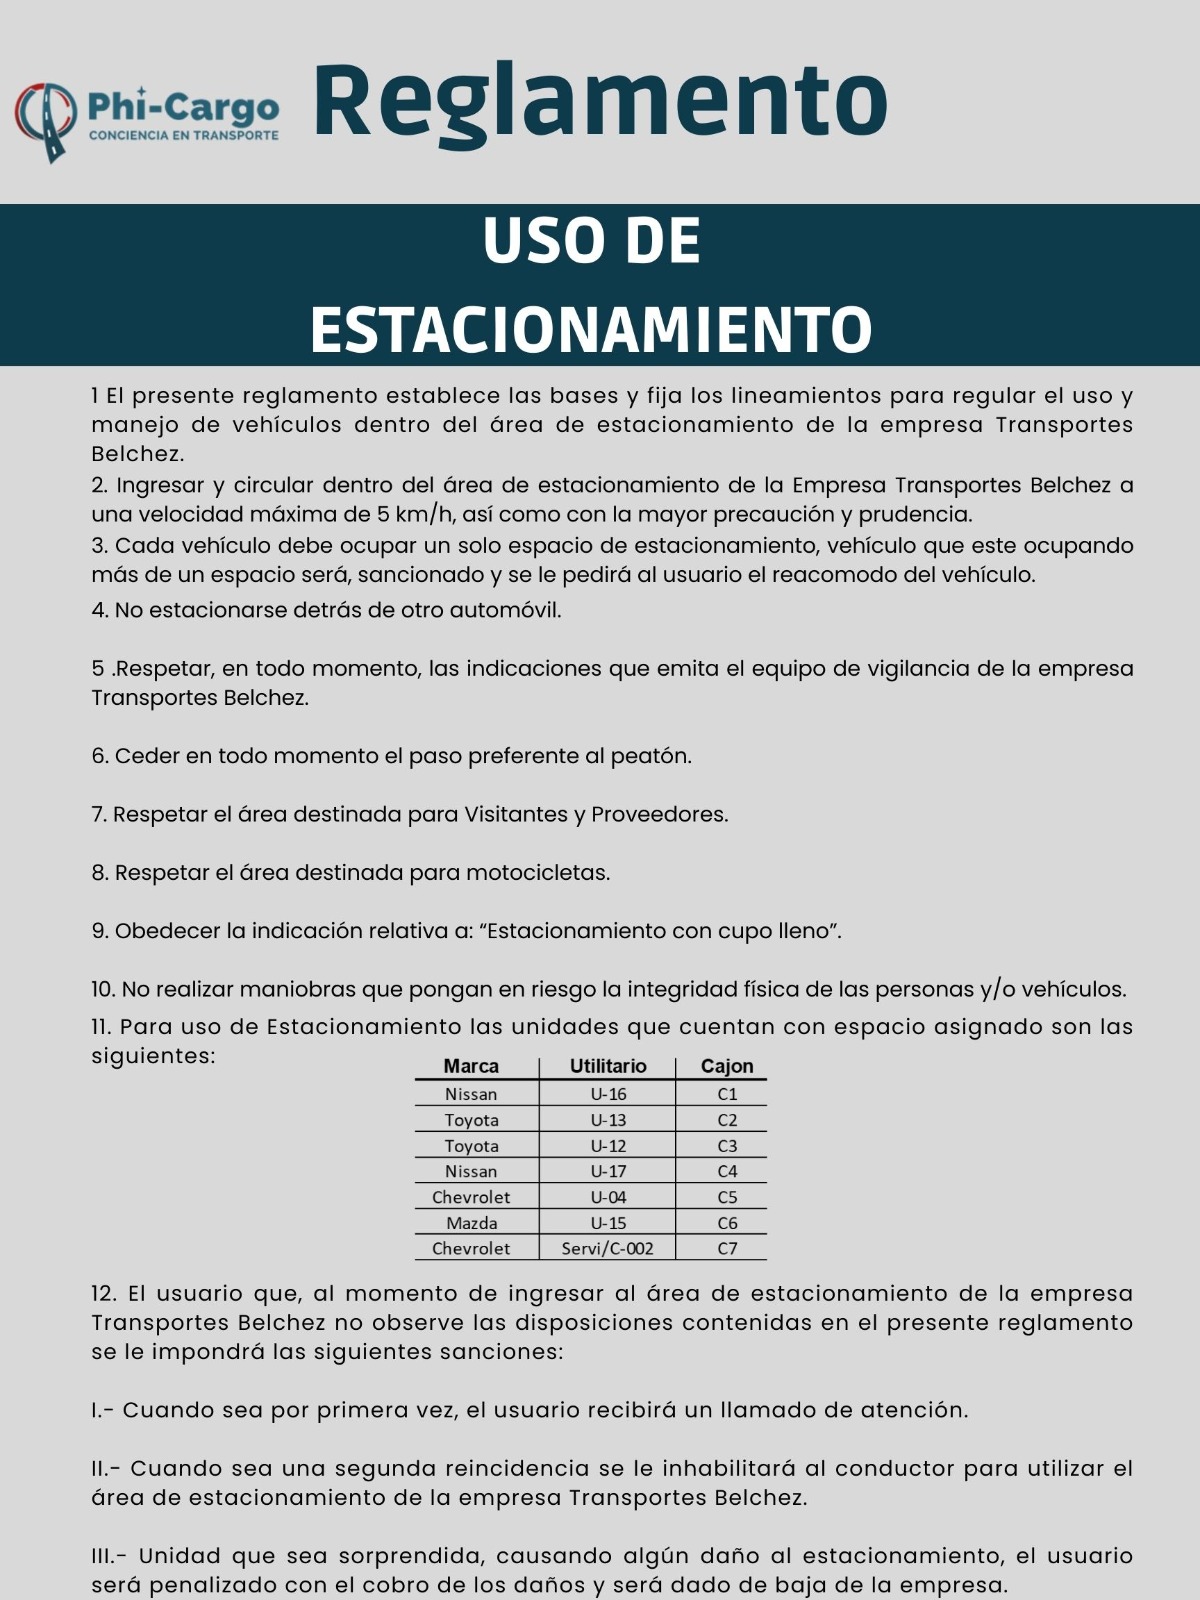 Phi-Cargo
CONCIENCIA EN TRANSPORTE
Reglamento
USO DE
ESTACIONAMIENTO
1 El presente reglamento establece las bases y fija los lineamientos para regular el uso y
manejo de vehículos dentro del área de estacionamiento de la empresa Transportes
Belchez.
2. Ingresar y circular dentro del área de estacionamiento de la Empresa Transportes Belchez a
una velocidad máxima de 5 km/h, así como con la mayor precaución y prudencia.
3. Cada vehículo debe ocupar un solo espacio de estacionamiento, vehículo que este ocupando
más de un espacio será, sancionado y se le pedirá al usuario el reacomodo del vehículo.
4. No estacionarse detrás de otro automóvil.
5 .Respetar, en todo momento, las indicaciones que emita el equipo de vigilancia de la empresa
Transportes Belchez.
6. Ceder en todo momento el paso preferente al peatón.
7. Respetar el área destinada para Visitantes y Proveedores.
8. Respetar el área destinada para motocicletas.
9. Obedecer la indicación relativa a: “Estacionamiento con cupo lleno”.
10. No realizar maniobras que pongan en riesgo la integridad física de las personas y/o vehículos.
11. Para uso de Estacionamiento las unidades que cuentan con espacio asignado son las
siguientes:
Marca Utilitario Cajon
Nissan U-16 C1
Toyota U-13 C2
Toyota U-12 C3
Nissan U-17 C4
Chevrolet U-04 C5
Mazda U-15 C6
Chevrolet Servi/C-002 C7
12. El usuario que, al momento de ingresar al área de estacionamiento de la empresa
Transportes Belchez no observe las disposiciones contenidas en el presente reglamento
se le impondrá las siguientes sanciones:
I.- Cuando sea por primera vez, el usuario recibirá un llamado de atención.
II.- Cuando sea una segunda reincidencia se le inhabilitará al conductor para utilizar el
área de estacionamiento de la empresa Transportes Belchez.
III.- Unidad que sea sorprendida, causando algún daño al estacionamiento, el usuario
será penalizado con el cobro de los daños y será dado de baja de la empresa.